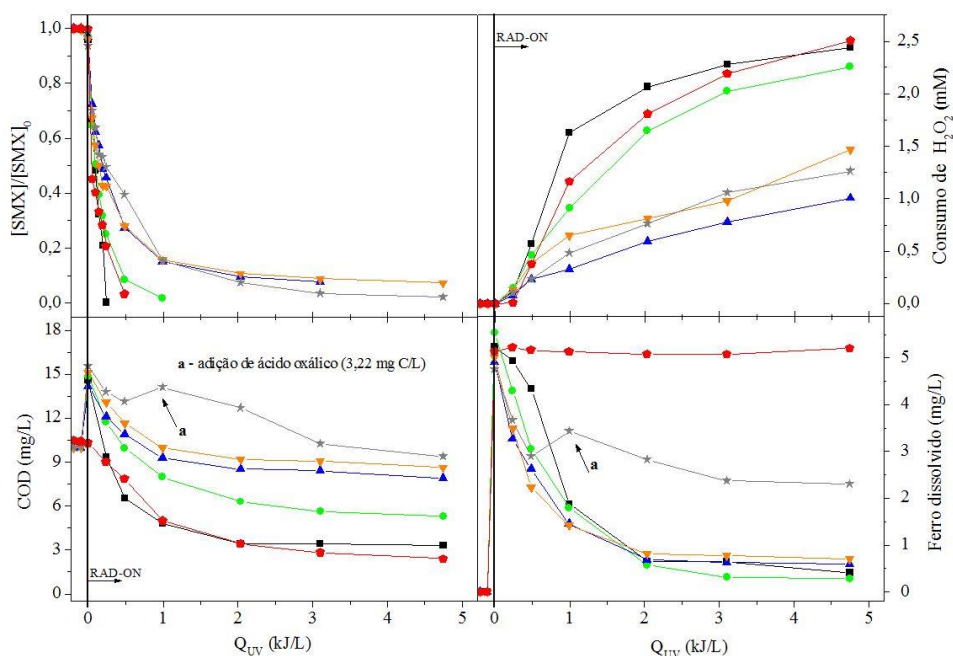 [SMX]/[SMX]0
1,0
0,8
0,6
0,4
0,2
0,0
RAD-ON
2,5
2,0
1,5
1,0
0,5
0,0
Consumo de H2O2 (mM)
COD (mg/L)
18
15
12
9
6
3
0
a - adição de ácido oxálico (3,22 mg C/L)
a
RAD-ON
0 1 2 3 4 5
QUV (kJ/L)
a
5
4
3
2
1
0
Ferro dissolvido (mg/L)
0 1 2 3 4 5
QUV (kJ/L)